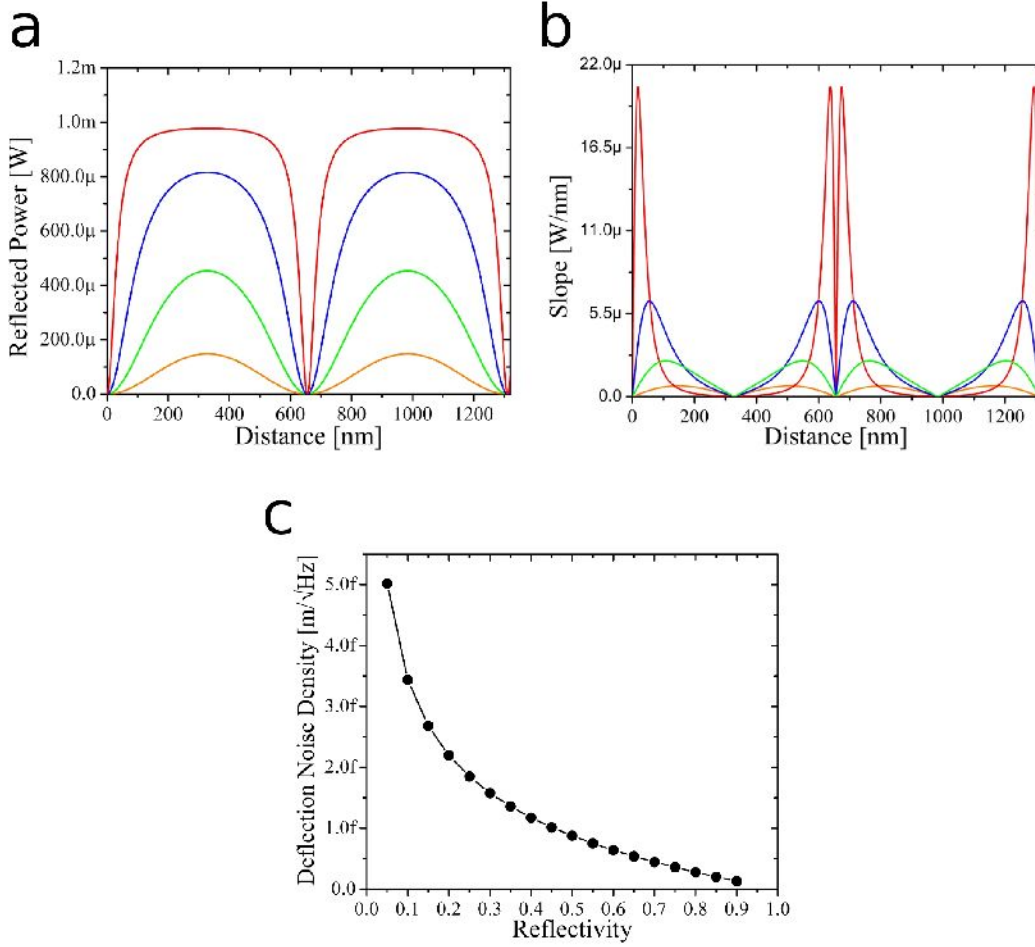 a
1.2m
1.0m
800.0µ
600.0µ
400.0µ
200.0µ
0.0
Reflected Power [W]
0 200 400 600 800 1000 1200
Distance [nm]
b
22.0µ
16.5µ
11.0µ
5.5µ
0.0
Slope [W/nm]
0 200 400 600 800 1000 1200
Distance [nm]
c
5.0f
4.0f
3.0f
2.0f
1.0f
0.0
Deflection Noise Density [m/√Hz]
0.0 0.1 0.2 0.3 0.4 0.5 0.6 0.7 0.8 0.9 1.0
Reflectivity